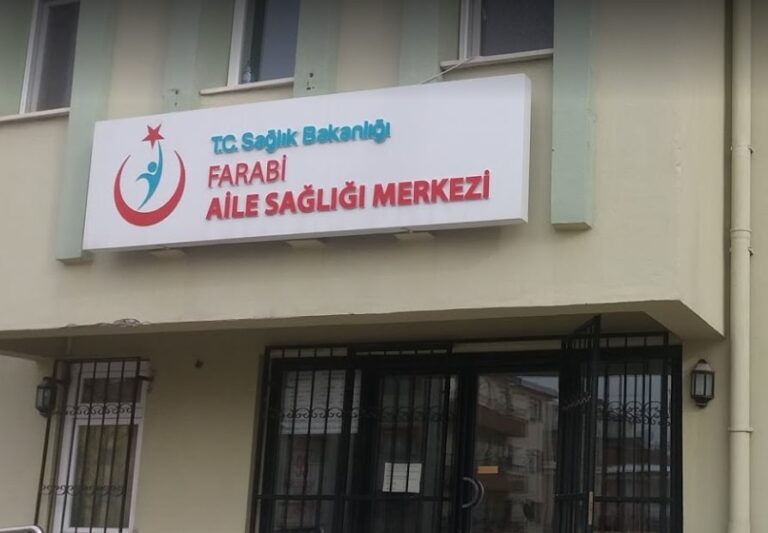 T.C. Sağlık Bakanlığı
FARABİ
AİLE SAĞLIĞI MERKEZİ